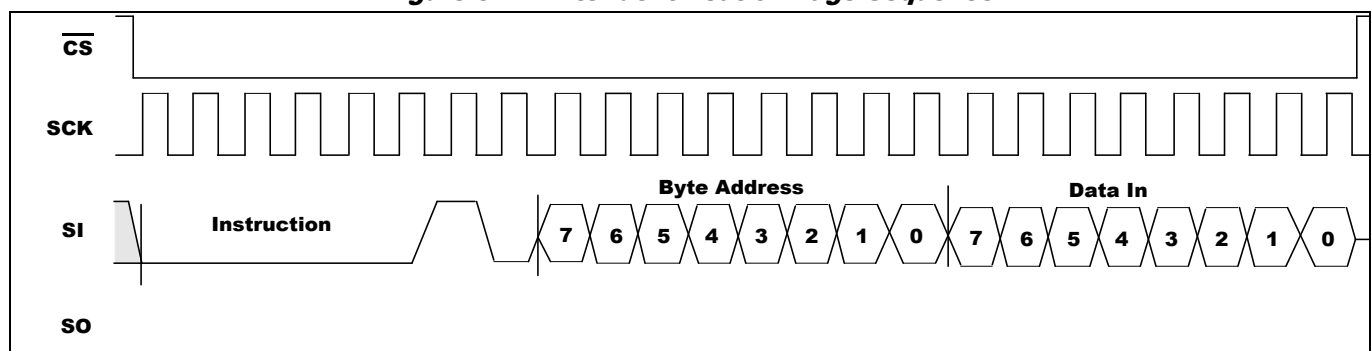 CS
SCK
Byte Address
Data In
SI
Instruction
7 6 5 4 3 2 1 0 7 6 5 4 3 2 1 0
SO